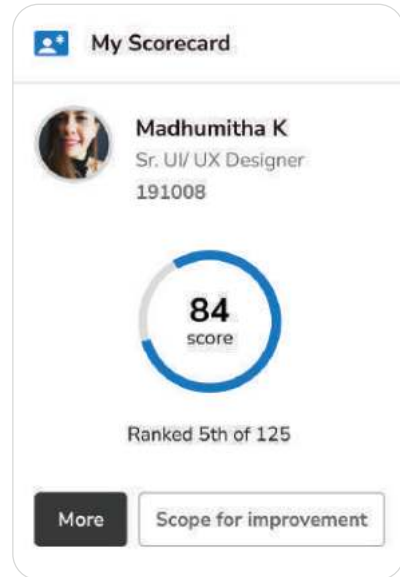 My Scorecard
Madhumitha K
Sr. UI/ UX Designer
191008
84
score
Ranked 5th of 125
More
Scope for improvement